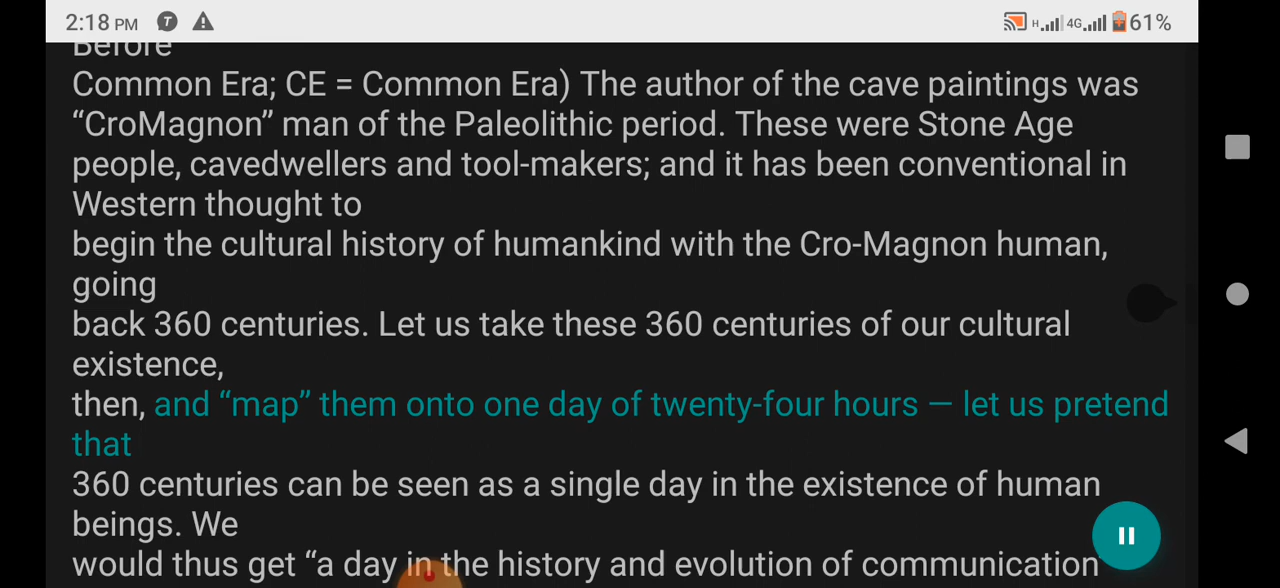 2:18 PM T H 4G 61%
Before
Common Era; CE = Common Era) The author of the cave paintings was
“CroMagnon” man of the Paleolithic period. These were Stone Age
people, cavedwellers and tool-makers; and it has been conventional in
Western thought to
begin the cultural history of humankind with the Cro-Magnon human,
going
back 360 centuries. Let us take these 360 centuries of our cultural
existence,
then, and “map” them onto one day of twenty-four hours — let us pretend
that
360 centuries can be seen as a single day in the existence of human
beings. We
would thus get “a day in the history and evolution of communication